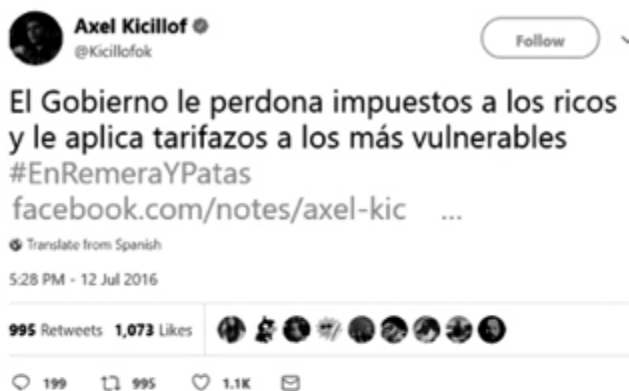 Axel Kicillof
@Kicillofok
Follow
El Gobierno le perdona impuestos a los ricos
y le aplica tarifazos a los más vulnerables
#EnRemeraYPatas
facebook.com/notes/axel-kic ...
Translate from Spanish
5:28 PM - 12 Jul 2016
995 Retweets 1,073 Likes
199 995 1.1K